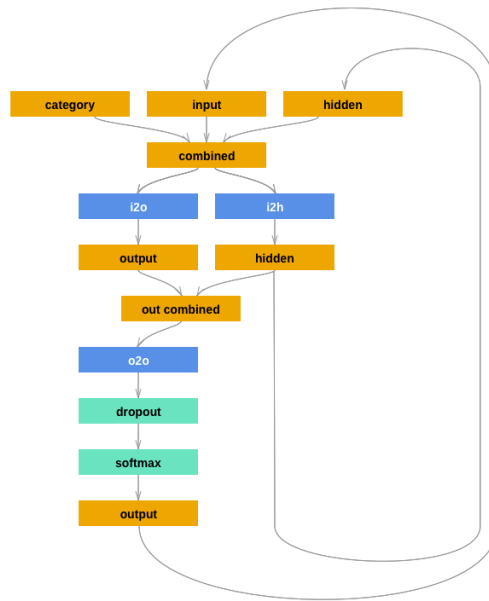 category
input
hidden
combined
i2o
i2h
output
hidden
out combined
o2o
dropout
softmax
output